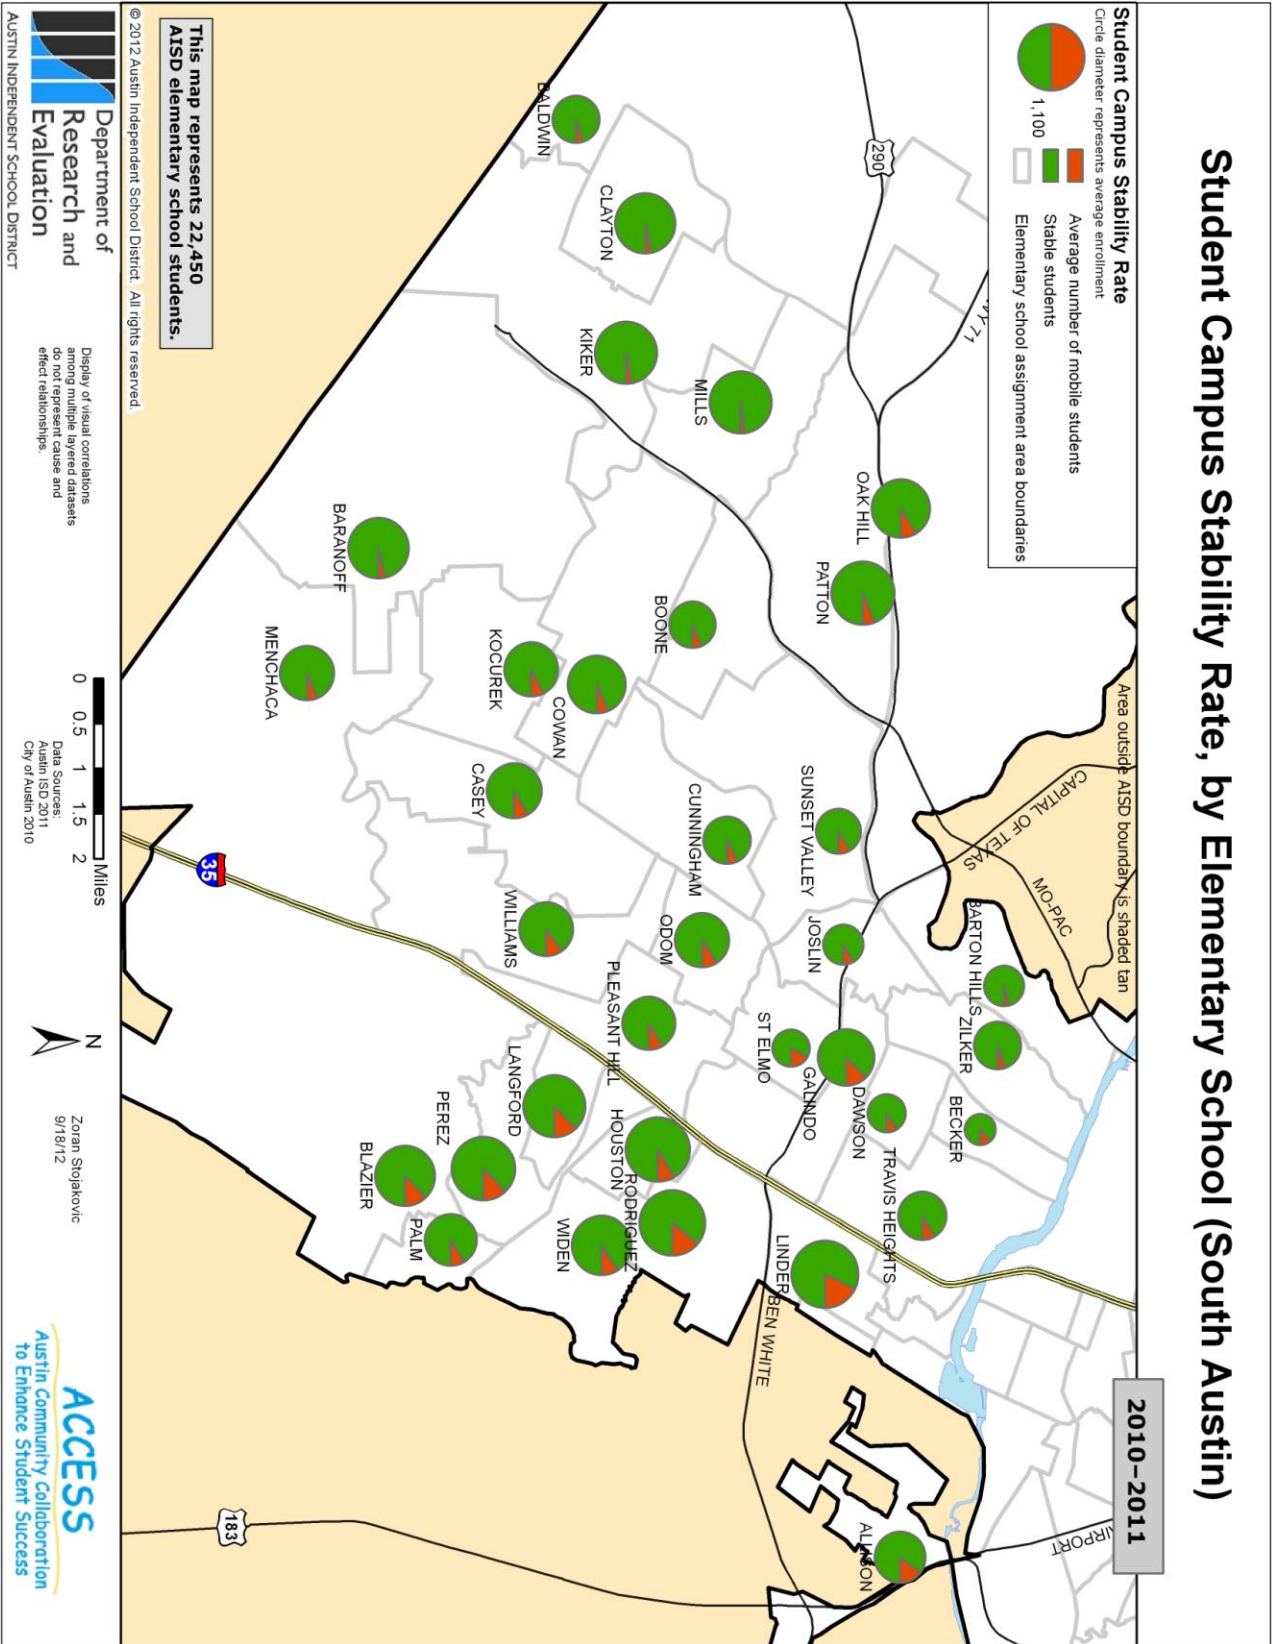 Student Campus Stability Rate, by Elementary School (South Austin)
2010–2011
Student Campus Stability Rate
Circle diameter represents average enrollment
1,100
Average number of mobile students
Stable students
Elementary school assignment area boundaries
Area outside AISD boundary is shaded tan
CAPITAL OF TEXAS
MO-PAC
290
Y 71
OAK HILL
PATTON
BALDWIN
CLAYTON
KIKER
MILLS
BOONE
SUNSET VALLEY
JOSLIN
BARTON HILLS
ZILKER
BECKER
DAWSON
TRAVIS HEIGHTS
GALINDO
ST ELMO
CUNNINGHAM
ODOM
PLEASANT HILL
HOUSTON
RODRIGUEZ
LINDER
BEN WHITE
ALLISON
IRPORT
BARANOFF
MENCHACA
KOCUREK
COWAN
CASEY
WILLIAMS
LANGFORD
PEREZ
BLAZIER
PALM
WIDEN
35
183
This map represents 22,450
AISD elementary school students.
© 2012 Austin Independent School District. All rights reserved.
Department of
Research and
Evaluation
AUSTIN INDEPENDENT SCHOOL DISTRICT
Display of visual correlations
among multiple layered datasets
do not represent cause and
effect relationships.
0 0.5 1 1.5 2
Miles
Data Sources:
Austin ISD 2011
City of Austin 2010
N
Zoran Stojakovic
9/18/12
ACCESS
Austin Community Collaboration
to Enhance Student Success